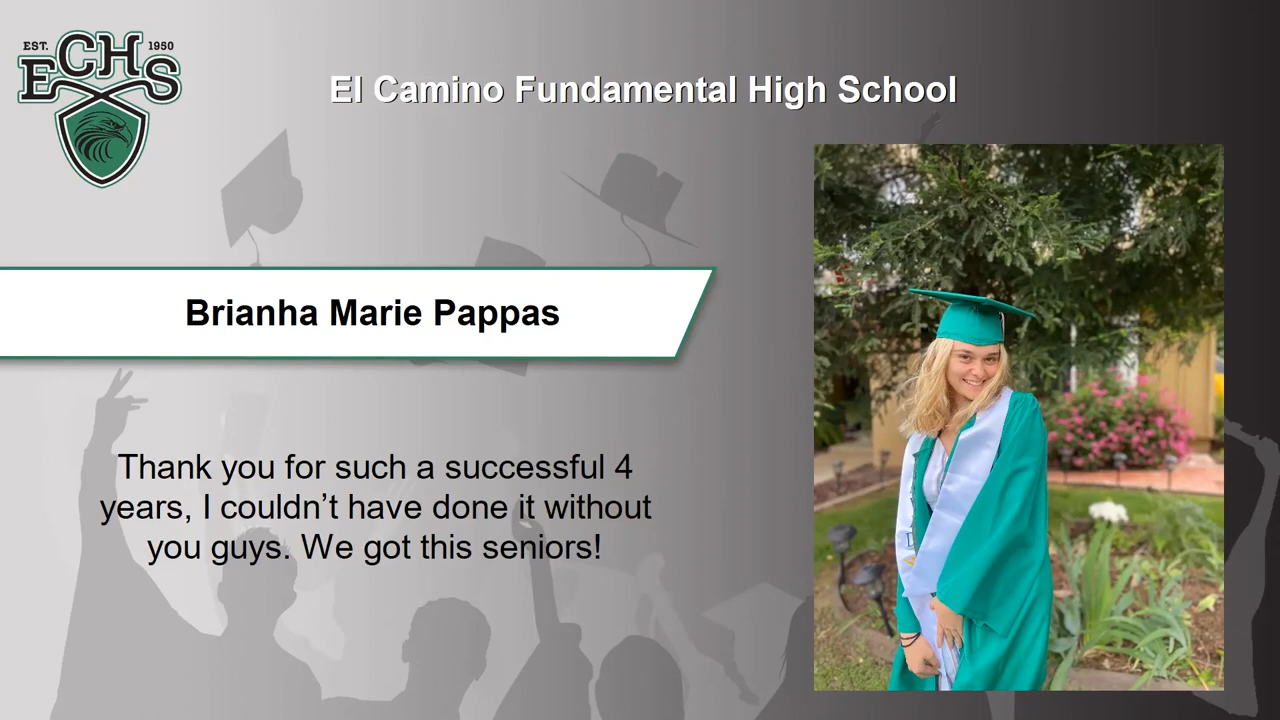 EST. 1950
ECHS
El Camino Fundamental High School
Brianha Marie Pappas
Thank you for such a successful 4
years, I couldn’t have done it without
you guys. We got this seniors!